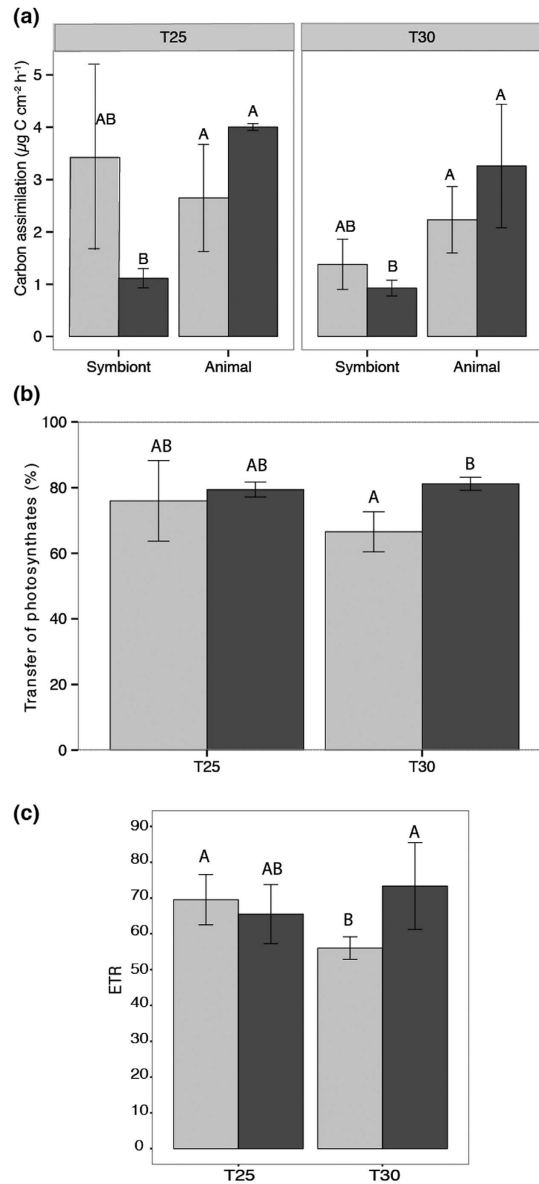 (a)
T25
T30
Carbon assimilation (µg C cm⁻² h⁻¹)
5
4
3
2
1
0
AB
B
A
A
AB
B
A
A
Symbiont
Animal
Symbiont
Animal
(b)
Transfer of photosynthates (%)
100
80
60
40
20
0
AB
AB
A
B
T25
T30
(c)
ETR
90
80
70
60
50
40
30
20
10
0
A
AB
B
A
T25
T30